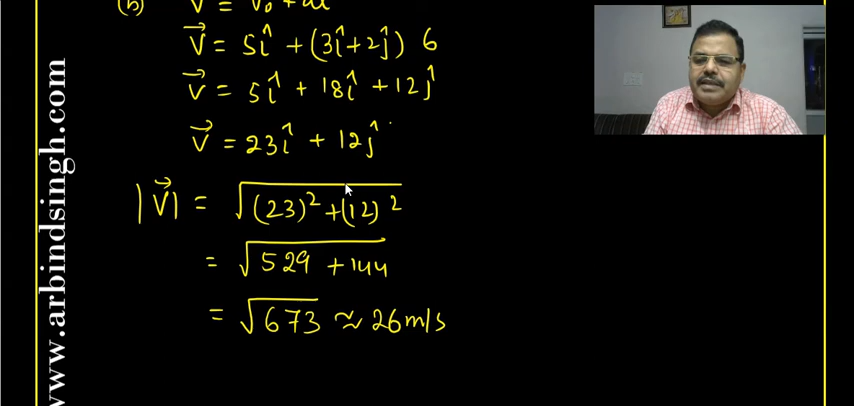 (b) V = V₀ + at
V⃗ = 5î + (3î+2ĵ) 6
V⃗ = 5î + 18î + 12ĵ
V⃗ = 23î + 12ĵ
|V⃗| = √(23)² + (12)²
= √529 + 144
= √673 ≈ 26 m/s
www.arbindsingh.com